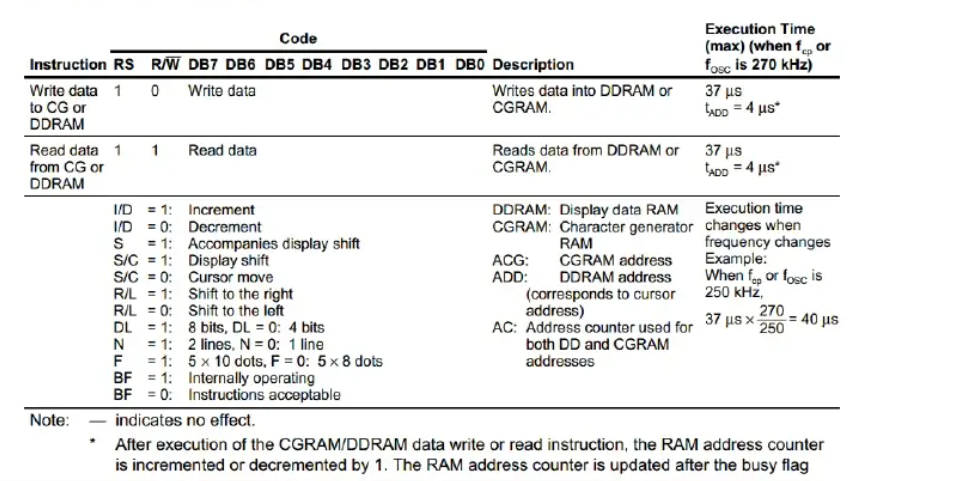 Code
Execution Time (max) (when fcp or fOSC is 270 kHz)
Instruction RS R/W̅ DB7 DB6 DB5 DB4 DB3 DB2 DB1 DB0 Description
Write data to CG or DDRAM 1 0 Write data Writes data into DDRAM or CGRAM. 37 µs tADD = 4 µs*
Read data from CG or DDRAM 1 1 Read data Reads data from DDRAM or CGRAM. 37 µs tADD = 4 µs*
I/D = 1: Increment
I/D = 0: Decrement
S = 1: Accompanies display shift
S/C = 1: Display shift
S/C = 0: Cursor move
R/L = 1: Shift to the right
R/L = 0: Shift to the left
DL = 1: 8 bits, DL = 0: 4 bits
N = 1: 2 lines, N = 0: 1 line
F = 1: 5 × 10 dots, F = 0: 5 × 8 dots
BF = 1: Internally operating
BF = 0: Instructions acceptable
DDRAM: Display data RAM
CGRAM: Character generator
RAM
ACG: CGRAM address
ADD: DDRAM address
(corresponds to cursor
address)
AC: Address counter used for
both DD and CGRAM
addresses
Execution time
changes when
frequency changes
Example:
When fcp or fOSC is
250 kHz,
37 µs × 270/250 = 40 µs
Note: — indicates no effect.
* After execution of the CGRAM/DDRAM data write or read instruction, the RAM address counter
is incremented or decremented by 1. The RAM address counter is updated after the busy flag